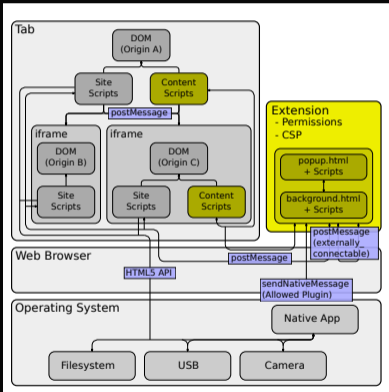 Tab
DOM
(Origin A)
Site
Scripts
Content
Scripts
postMessage
iframe
DOM
(Origin B)
Site
Scripts
iframe
DOM
(Origin C)
Site
Scripts
Content
Scripts
Extension
- Permissions
- CSP
popup.html
+ Scripts
background.html
+ Scripts
postMessage
(externally_
connectable)
Web Browser
postMessage
HTML5 API
sendNativeMessage
(Allowed Plugin)
Operating System
Native App
Filesystem
USB
Camera